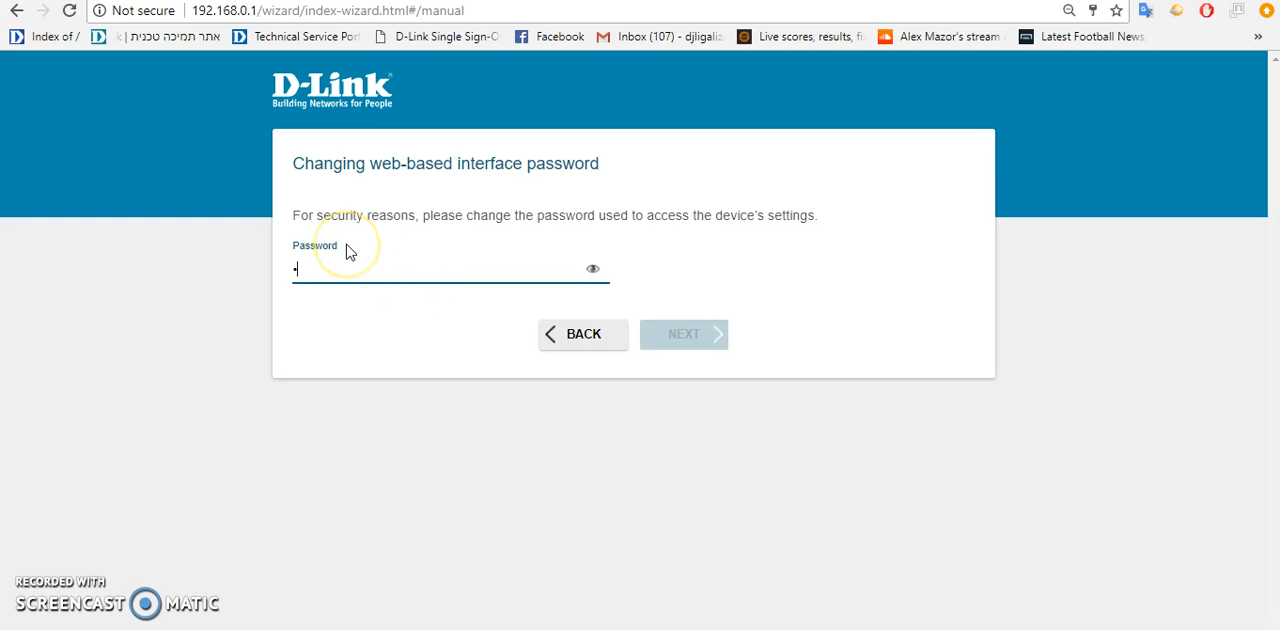 Not secure | 192.168.0.1/wizard/index-wizard.html#/manual
Index of / אתר תמיכה טכנית | Technical Service Por D-Link Single Sign-O Facebook Inbox (107) - djligaliz Live scores, results, fi Alex Mazor's stream Latest Football News, »
D-Link
Building Networks for People
Changing web-based interface password
For security reasons, please change the password used to access the device's settings.
Password
BACK NEXT
RECORDED WITH
SCREENCAST MATIC